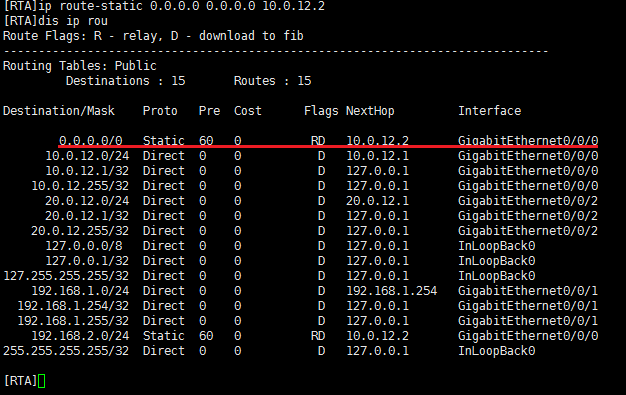 [RTA]ip route-static 0.0.0.0 0.0.0.0 10.0.12.2
[RTA]dis ip rou
Route Flags: R - relay, D - download to fib
------------------------------------------------------------------------------
Routing Tables: Public
         Destinations : 15       Routes : 15

Destination/Mask    Proto   Pre  Cost      Flags NextHop         Interface

        0.0.0.0/0   Static  60   0          RD   10.0.12.2       GigabitEthernet0/0/0
      10.0.12.0/24  Direct  0    0           D   10.0.12.1       GigabitEthernet0/0/0
      10.0.12.1/32  Direct  0    0           D   127.0.0.1       GigabitEthernet0/0/0
    10.0.12.255/32  Direct  0    0           D   127.0.0.1       GigabitEthernet0/0/0
      20.0.12.0/24  Direct  0    0           D   20.0.12.1       GigabitEthernet0/0/2
      20.0.12.1/32  Direct  0    0           D   127.0.0.1       GigabitEthernet0/0/2
    20.0.12.255/32  Direct  0    0           D   127.0.0.1       GigabitEthernet0/0/2
      127.0.0.0/8   Direct  0    0           D   127.0.0.1       InLoopBack0
      127.0.0.1/32  Direct  0    0           D   127.0.0.1       InLoopBack0
127.255.255.255/32  Direct  0    0           D   127.0.0.1       InLoopBack0
    192.168.1.0/24  Direct  0    0           D   192.168.1.254   GigabitEthernet0/0/1
  192.168.1.254/32  Direct  0    0           D   127.0.0.1       GigabitEthernet0/0/1
  192.168.1.255/32  Direct  0    0           D   127.0.0.1       GigabitEthernet0/0/1
    192.168.2.0/24  Static  60   0          RD   10.0.12.2       GigabitEthernet0/0/0
255.255.255.255/32  Direct  0    0           D   127.0.0.1       InLoopBack0

[RTA]